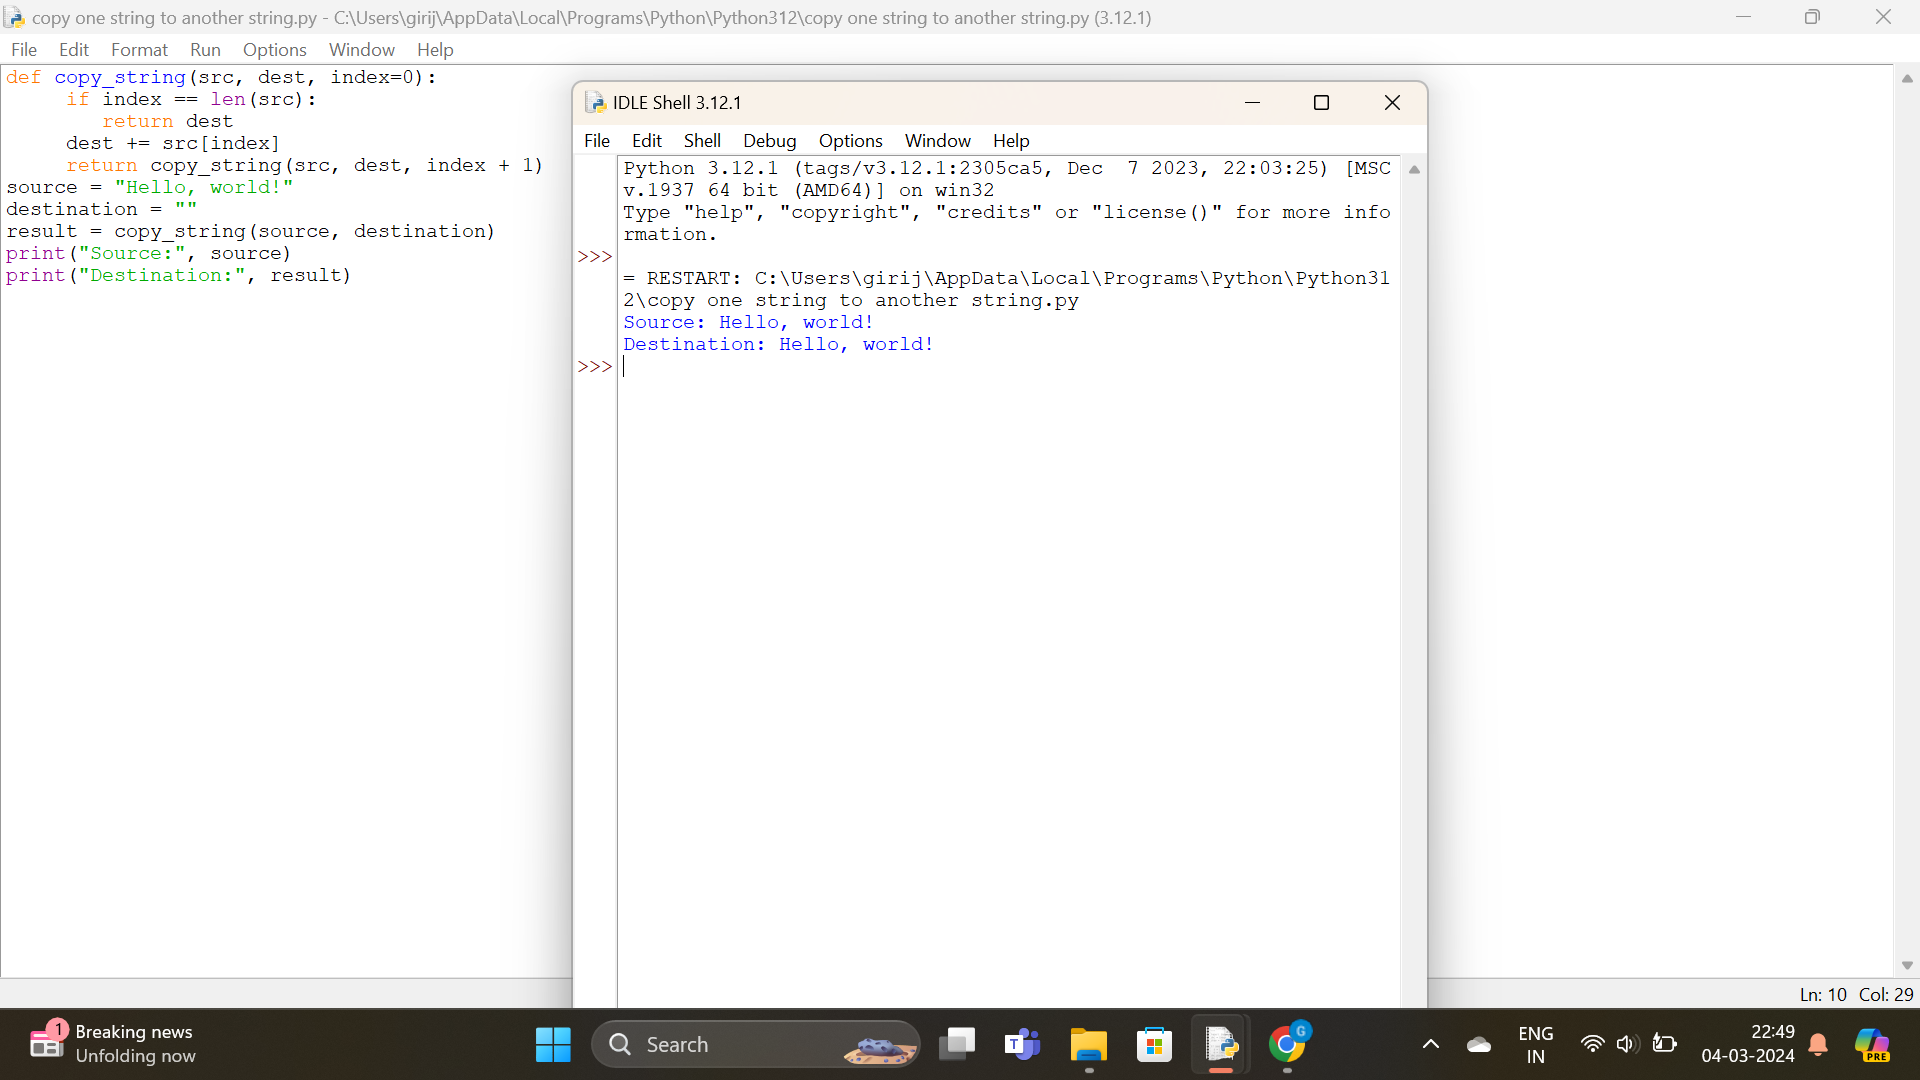 copy one string to another string.py - C:\Users\girij\AppData\Local\Programs\Python\Python312\copy one string to another string.py (3.12.1)
File Edit Format Run Options Window Help
def copy_string(src, dest, index=0):
     if index == len(src):
        return dest
     dest += src[index]
     return copy_string(src, dest, index + 1)
source = "Hello, world!"
destination = ""
result = copy_string(source, destination)
print("Source:", source)
print("Destination:", result)
IDLE Shell 3.12.1
File Edit Shell Debug Options Window Help
Python 3.12.1 (tags/v3.12.1:2305ca5, Dec  7 2023, 22:03:25) [MSC
v.1937 64 bit (AMD64)] on win32
Type "help", "copyright", "credits" or "license()" for more info
rmation.
>>>
= RESTART: C:\Users\girij\AppData\Local\Programs\Python\Python31
2\copy one string to another string.py
Source: Hello, world!
Destination: Hello, world!
>>>
Ln: 10 Col: 29
1
Breaking news
Unfolding now
Search
T
G
ENG
IN
22:49
04-03-2024
PRE